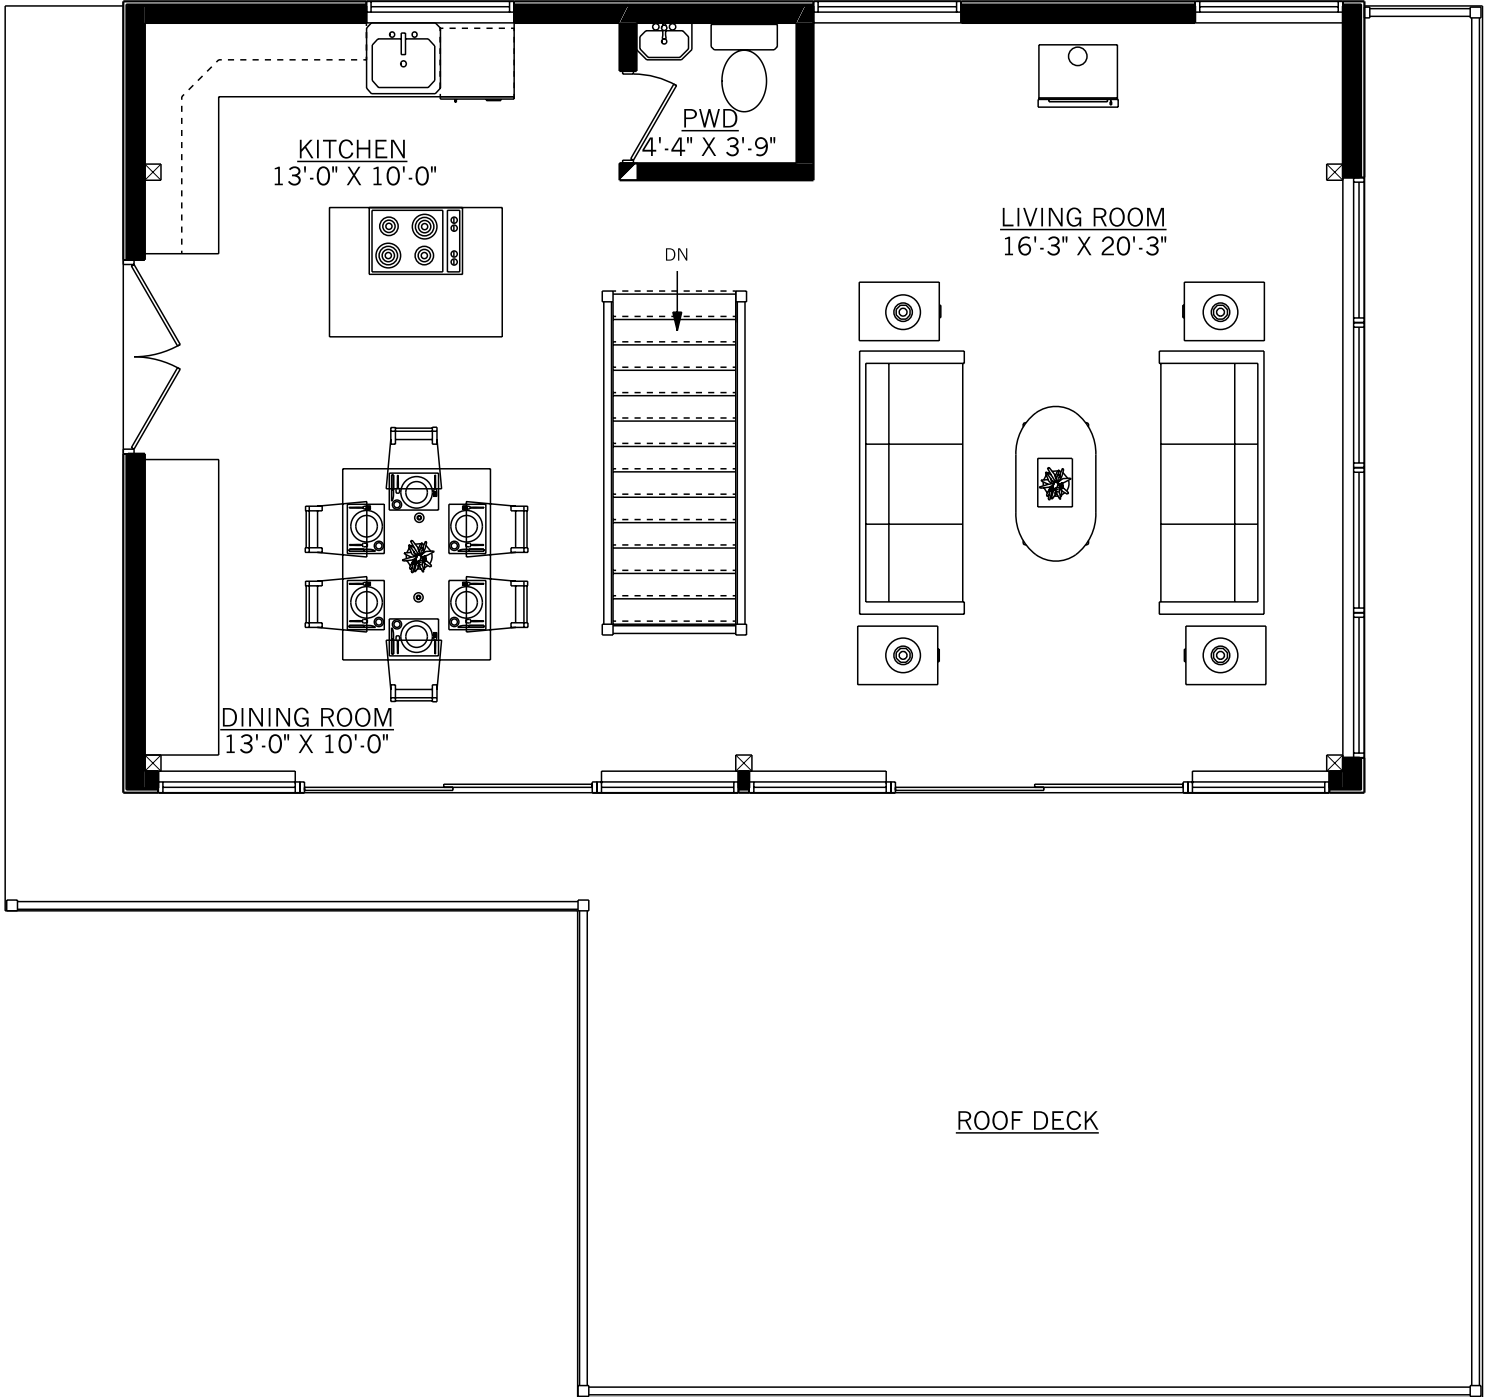 PWD
4'-4" X 3'-9"
KITCHEN
13'-0" X 10'-0"
LIVING ROOM
16'-3" X 20'-3"
DN
DINING ROOM
13'-0" X 10'-0"
ROOF DECK